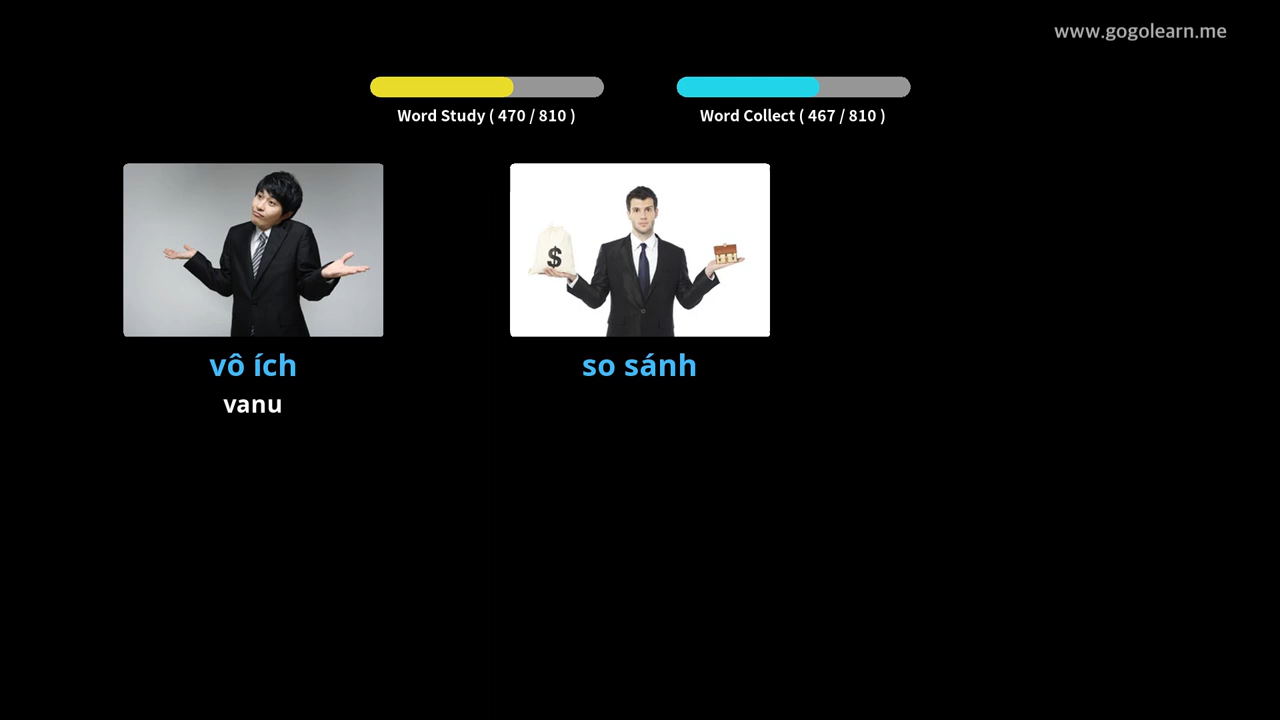 www.gogolearn.me
Word Study ( 470 / 810 )
Word Collect ( 467 / 810 )
$
vô ích
so sánh
vanu